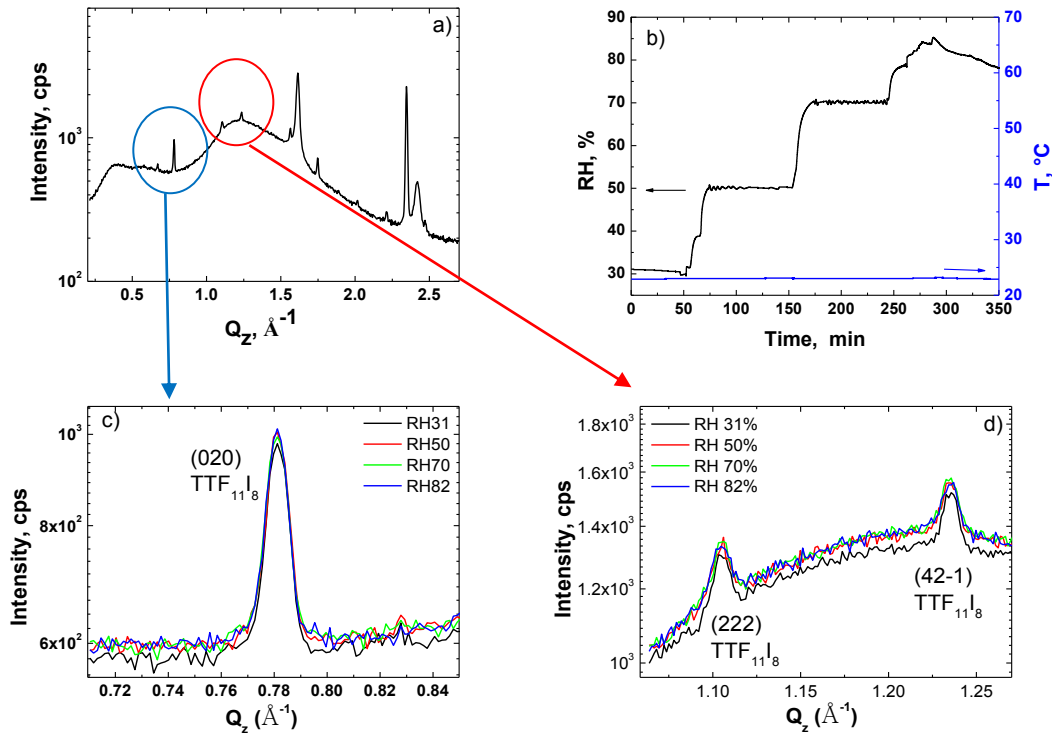 a)
Intensity, cps
10³
10²
0.5 1.0 1.5 2.0 2.5
Q_z, Å⁻¹
b)
RH, %
90
80
70
60
50
40
30
T, °C
70
60
50
40
30
20
0 50 100 150 200 250 300 350
Time, min
c)
Intensity, cps
10³
8x10²
6x10²
(020)
TTF₁₁I₈
RH31
RH50
RH70
RH82
0.72 0.74 0.76 0.78 0.80 0.82 0.84
Q_z (Å⁻¹)
d)
Intensity, cps
1.8x10³
1.6x10³
1.4x10³
1.2x10³
10³
RH 31%
RH 50%
RH 70%
RH 82%
(222)
TTF₁₁I₈
(42-1)
TTF₁₁I₈
1.10 1.15 1.20 1.25
Q_z (Å⁻¹)